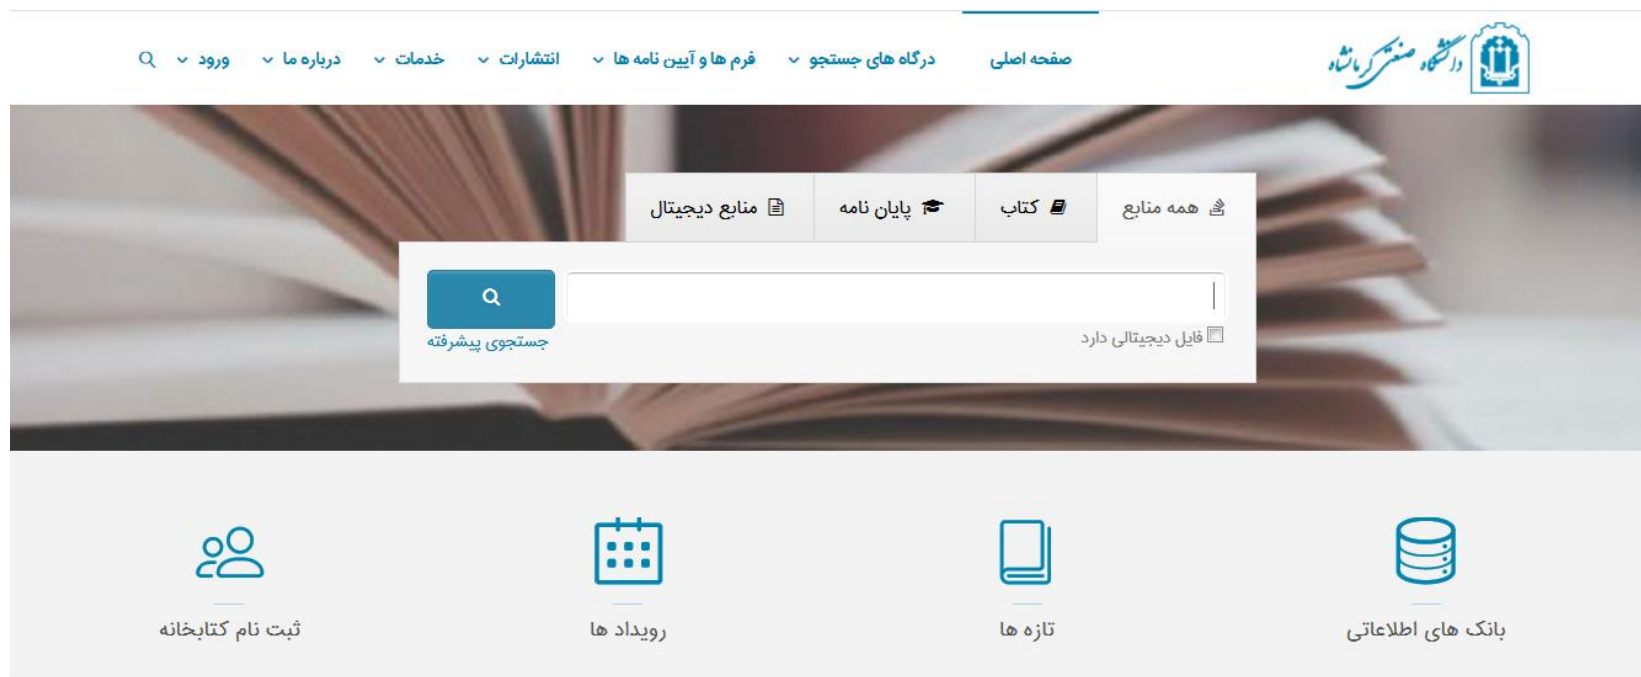 دانشگاه صنعتی کرمانشاه
صفحه اصلی درگاه های جستجو فرم ها و آیین نامه ها انتشارات خدمات درباره ما ورود
همه منابع کتاب پایان نامه منابع دیجیتال
فایل دیجیتالی دارد
جستجوی پیشرفته
بانک های اطلاعاتی تازه ها رویداد ها ثبت نام کتابخانه